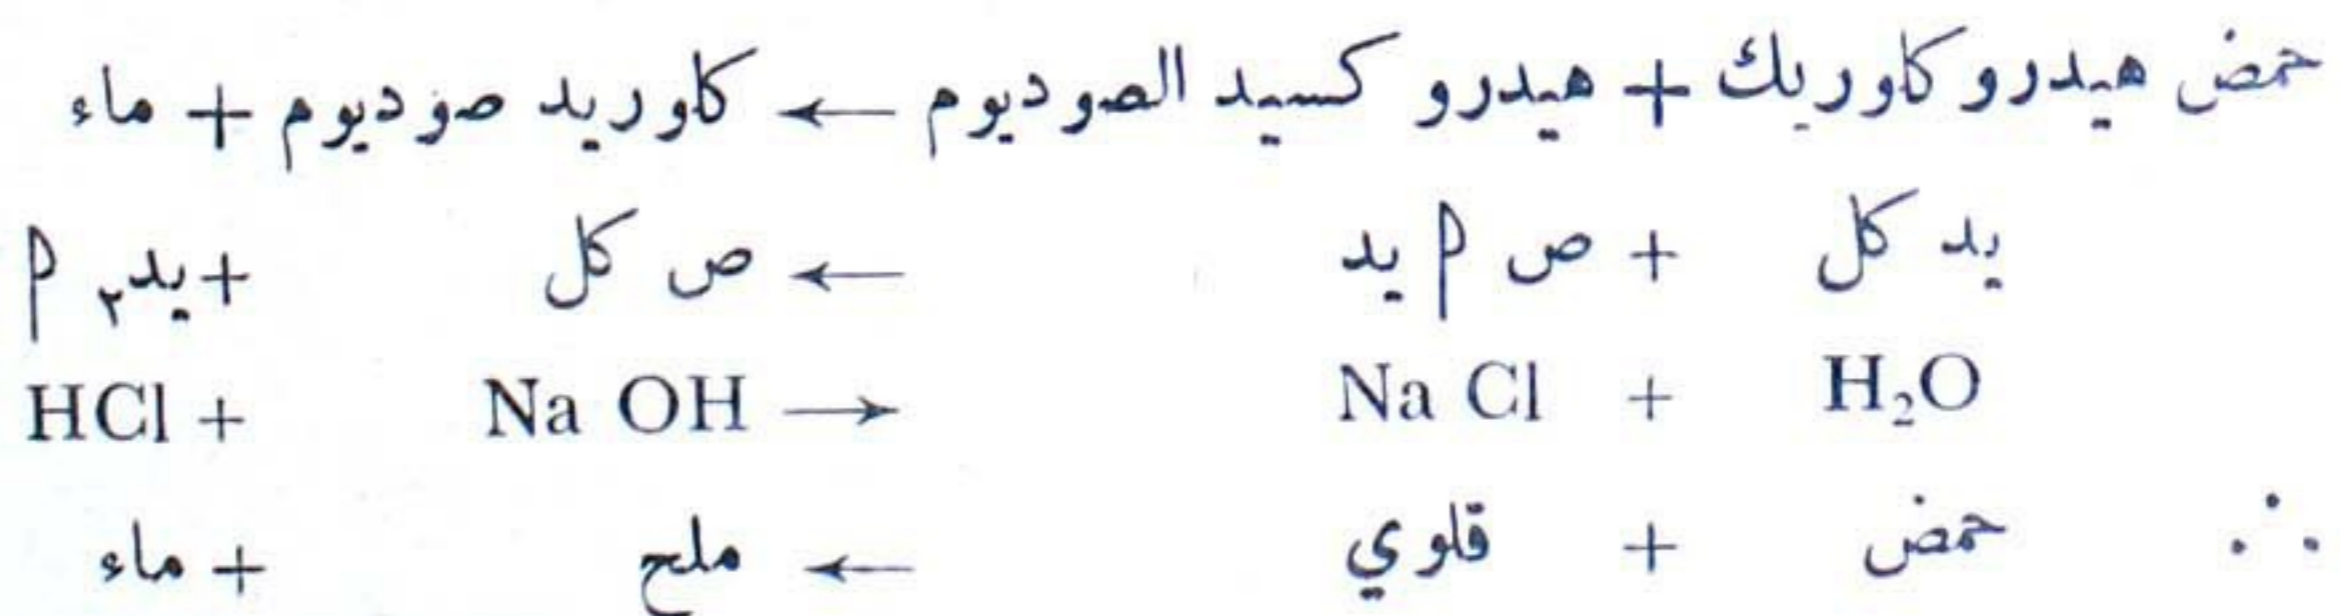 حمض هيدروكلوريك + هيدروكسيد الصوديوم ← كلوريد صوديوم + ماء
يد كل + ص أ يد ← ص كل + يد٢ أ
HCl + Na OH → Na Cl + H₂O
∴ حمض + قلوي ← ملح + ماء